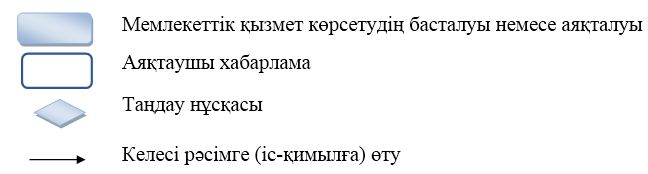 Мемлекеттік қызмет көрсетудің басталуы немесе аяқталуы
Аяқтаушы хабарлама
Таңдау нұсқасы
Келесі рәсімге (іс-қимылға) өту